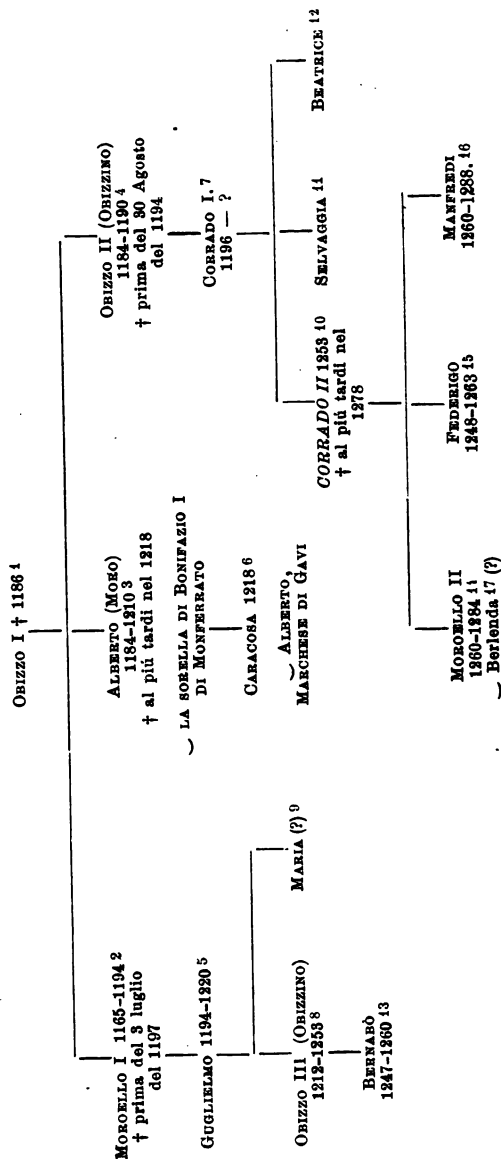 OBIZZO I † 1186 1
MOROELLO I 1165-1194 2
† prima del 3 luglio
del 1197
ALBERTO (MORO)
1184-1210 3
† al piú tardi nel 1218
LA SORELLA DI BONIFAZIO I
DI MONFERRATO
OBIZZO II (OBIZZINO)
1184-1190 4
† prima del 30 Agosto
del 1194
GUGLIELMO 1194-1220 5
CARACOSA 1218 6
ALBERTO,
MARCHESE DI GAVI
CORRADO I. 7
1196 — ?
OBIZZO III (OBIZZINO)
1212-1253 8
MARIA (?) 9
CORRADO II 1253 10
† al piú tardi nel
1278
SELVAGGIA 11
BEATRICE 12
BERNABÒ
1247-1260 13
MOROELLO II
1260-1284 14
Berlenda 17 (?)
FEDERIGO
1248-1263 15
MANFREDI
1260-1288. 16